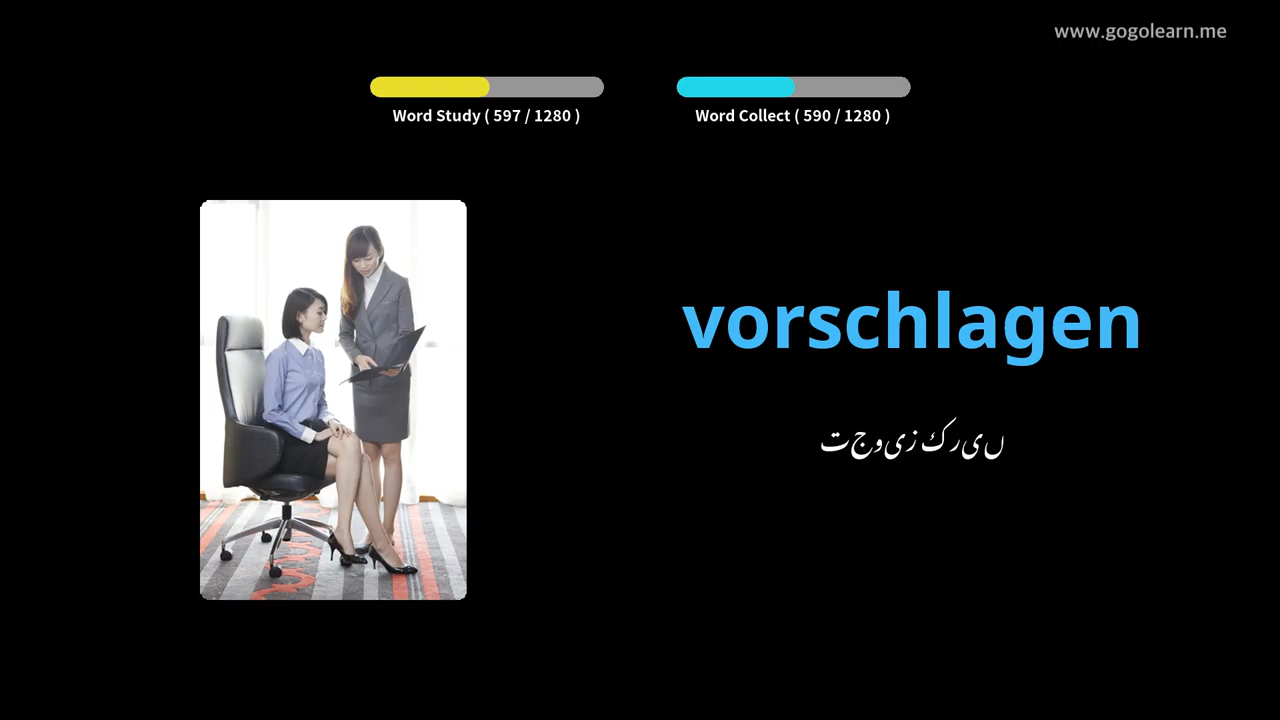 www.gogolearn.me
Word Study ( 597 / 1280 )
Word Collect ( 590 / 1280 )
vorschlagen
تجویز کریں